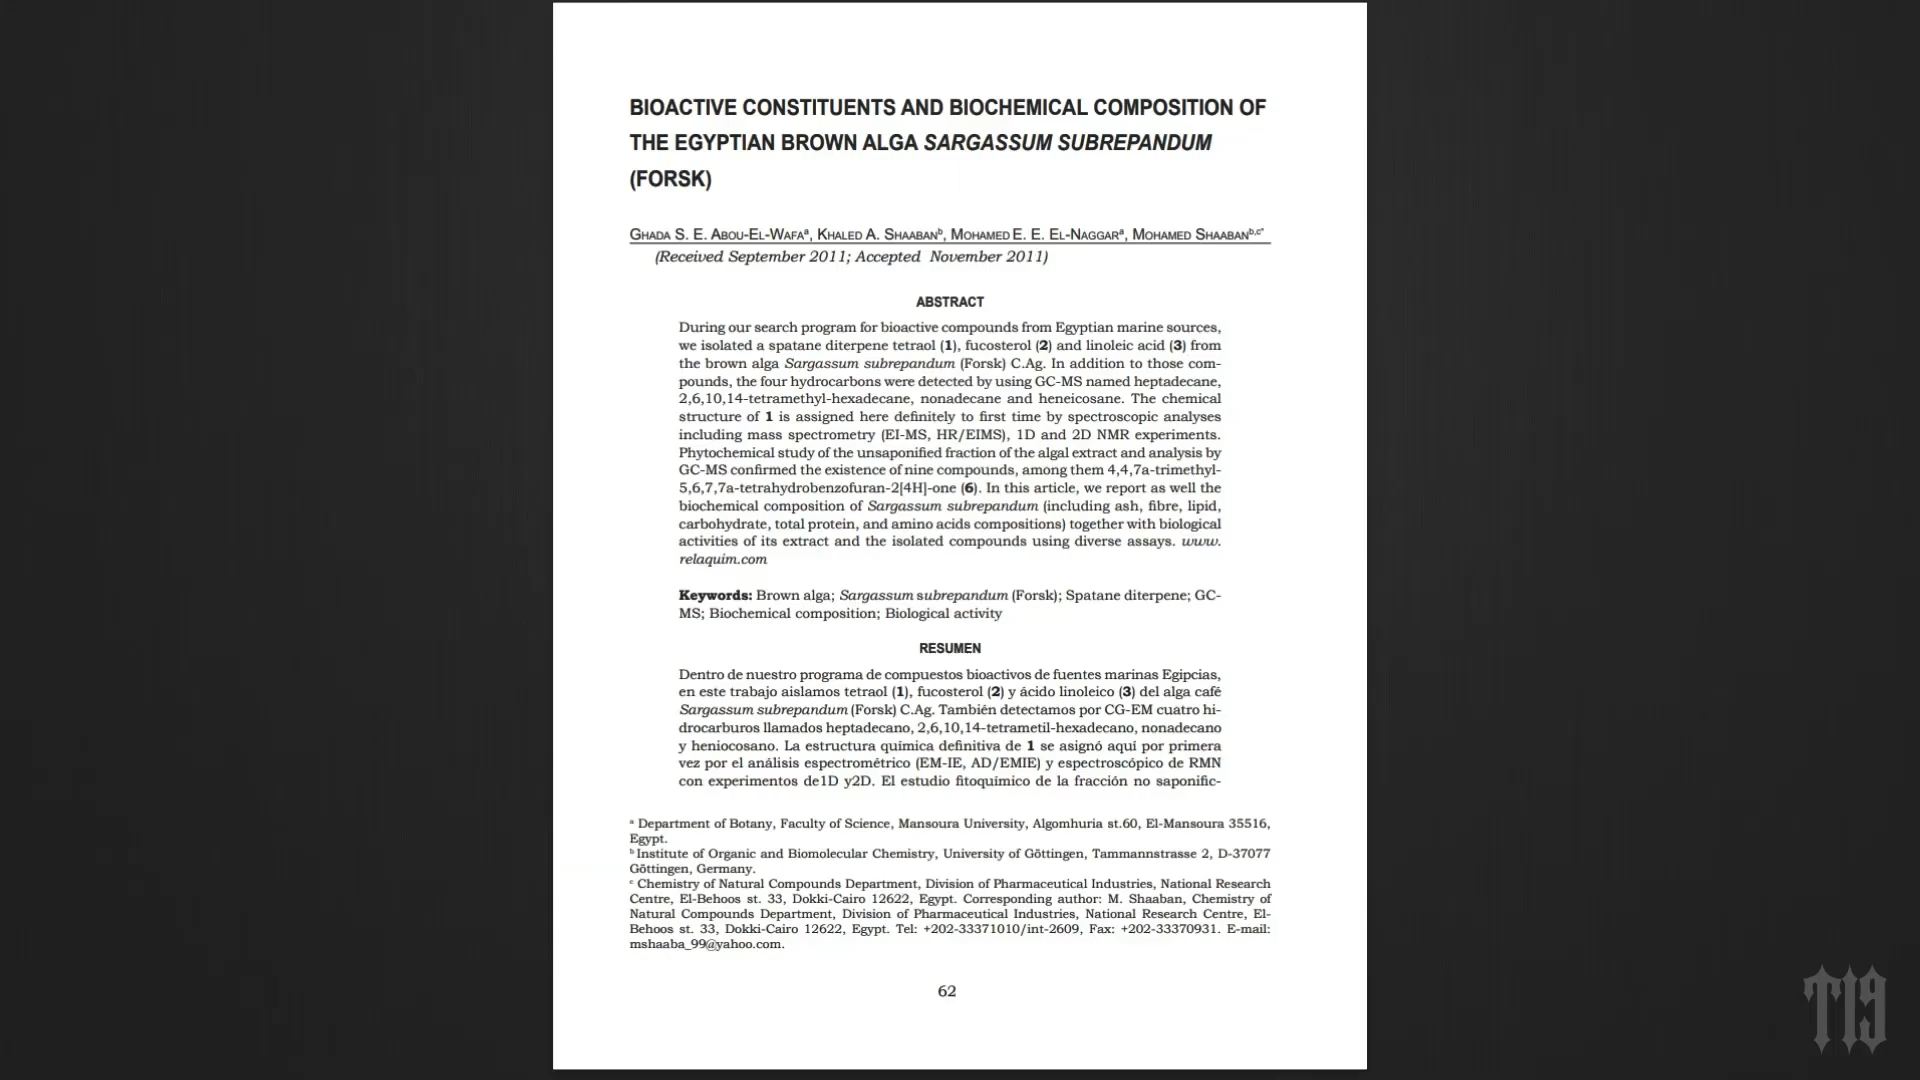 BIOACTIVE CONSTITUENTS AND BIOCHEMICAL COMPOSITION OF
THE EGYPTIAN BROWN ALGA SARGASSUM SUBREPANDUM
(FORSK)
GHADA S. E. ABOU-EL-WAFAᵃ, KHALED A. SHAABANᵇ, MOHAMED E. E. EL-NAGGARᵃ, MOHAMED SHAABANᵇ,ᶜ*
(Received September 2011; Accepted November 2011)
ABSTRACT
During our search program for bioactive compounds from Egyptian marine sources,
we isolated a spatane diterpene tetraol (1), fucosterol (2) and linoleic acid (3) from
the brown alga Sargassum subrepandum (Forsk) C.Ag. In addition to those com-
pounds, the four hydrocarbons were detected by using GC-MS named heptadecane,
2,6,10,14-tetramethyl-hexadecane, nonadecane and heneicosane. The chemical
structure of 1 is assigned here definitely to first time by spectroscopic analyses
including mass spectrometry (EI-MS, HR/EIMS), 1D and 2D NMR experiments.
Phytochemical study of the unsaponified fraction of the algal extract and analysis by
GC-MS confirmed the existence of nine compounds, among them 4,4,7a-trimethyl-
5,6,7,7a-tetrahydrobenzofuran-2[4H]-one (6). In this article, we report as well the
biochemical composition of Sargassum subrepandum (including ash, fibre, lipid,
carbohydrate, total protein, and amino acids compositions) together with biological
activities of its extract and the isolated compounds using diverse assays. www.
relaquim.com
Keywords: Brown alga; Sargassum subrepandum (Forsk); Spatane diterpene; GC-
MS; Biochemical composition; Biological activity
RESUMEN
Dentro de nuestro programa de compuestos bioactivos de fuentes marinas Egipcias,
en este trabajo aislamos tetraol (1), fucosterol (2) y ácido linoleico (3) del alga café
Sargassum subrepandum (Forsk) C.Ag. También detectamos por CG-EM cuatro hi-
drocarburos llamados heptadecano, 2,6,10,14-tetrametil-hexadecano, nonadecano
y heniocosano. La estructura química definitiva de 1 se asignó aquí por primera
vez por el análisis espectrométrico (EM-IE, AD/EMIE) y espectroscópico de RMN
con experimentos de1D y2D. El estudio fitoquímico de la fracción no saponific-
ᵃ Department of Botany, Faculty of Science, Mansoura University, Algomhuria st.60, El-Mansoura 35516,
Egypt.
ᵇ Institute of Organic and Biomolecular Chemistry, University of Göttingen, Tammannstrasse 2, D-37077
Göttingen, Germany.
ᶜ Chemistry of Natural Compounds Department, Division of Pharmaceutical Industries, National Research
Centre, El-Behoos st. 33, Dokki-Cairo 12622, Egypt. Corresponding author: M. Shaaban, Chemistry of
Natural Compounds Department, Division of Pharmaceutical Industries, National Research Centre, El-
Behoos st. 33, Dokki-Cairo 12622, Egypt. Tel: +202-33371010/int-2609, Fax: +202-33370931. E-mail:
mshaaba_99@yahoo.com.
62
TI9